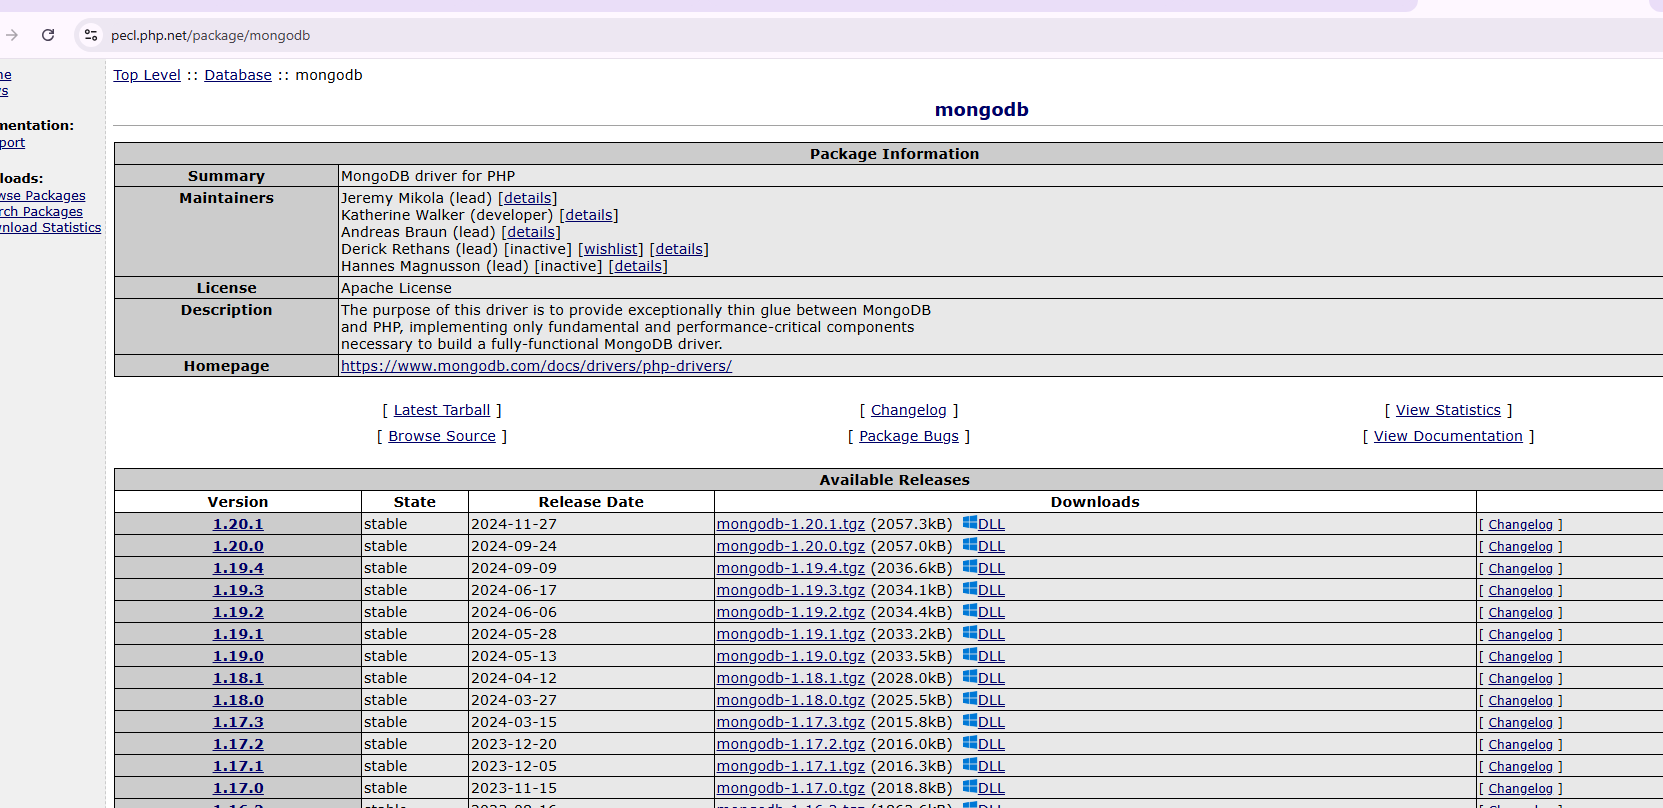 pecl.php.net/package/mongodb
ne
s
mentation:
port
loads:
wse Packages
rch Packages
nload Statistics
Top Level :: Database :: mongodb
mongodb
Package Information
Summary MongoDB driver for PHP
Maintainers Jeremy Mikola (lead) [details]
Katherine Walker (developer) [details]
Andreas Braun (lead) [details]
Derick Rethans (lead) [inactive] [wishlist] [details]
Hannes Magnusson (lead) [inactive] [details]
License Apache License
Description The purpose of this driver is to provide exceptionally thin glue between MongoDB
and PHP, implementing only fundamental and performance-critical components
necessary to build a fully-functional MongoDB driver.
Homepage https://www.mongodb.com/docs/drivers/php-drivers/
[ Latest Tarball ] [ Changelog ] [ View Statistics ]
[ Browse Source ] [ Package Bugs ] [ View Documentation ]
Available Releases
Version State Release Date Downloads
1.20.1 stable 2024-11-27 mongodb-1.20.1.tgz (2057.3kB) DLL [ Changelog ]
1.20.0 stable 2024-09-24 mongodb-1.20.0.tgz (2057.0kB) DLL [ Changelog ]
1.19.4 stable 2024-09-09 mongodb-1.19.4.tgz (2036.6kB) DLL [ Changelog ]
1.19.3 stable 2024-06-17 mongodb-1.19.3.tgz (2034.1kB) DLL [ Changelog ]
1.19.2 stable 2024-06-06 mongodb-1.19.2.tgz (2034.4kB) DLL [ Changelog ]
1.19.1 stable 2024-05-28 mongodb-1.19.1.tgz (2033.2kB) DLL [ Changelog ]
1.19.0 stable 2024-05-13 mongodb-1.19.0.tgz (2033.5kB) DLL [ Changelog ]
1.18.1 stable 2024-04-12 mongodb-1.18.1.tgz (2028.0kB) DLL [ Changelog ]
1.18.0 stable 2024-03-27 mongodb-1.18.0.tgz (2025.5kB) DLL [ Changelog ]
1.17.3 stable 2024-03-15 mongodb-1.17.3.tgz (2015.8kB) DLL [ Changelog ]
1.17.2 stable 2023-12-20 mongodb-1.17.2.tgz (2016.0kB) DLL [ Changelog ]
1.17.1 stable 2023-12-05 mongodb-1.17.1.tgz (2016.3kB) DLL [ Changelog ]
1.17.0 stable 2023-11-15 mongodb-1.17.0.tgz (2018.8kB) DLL [ Changelog ]